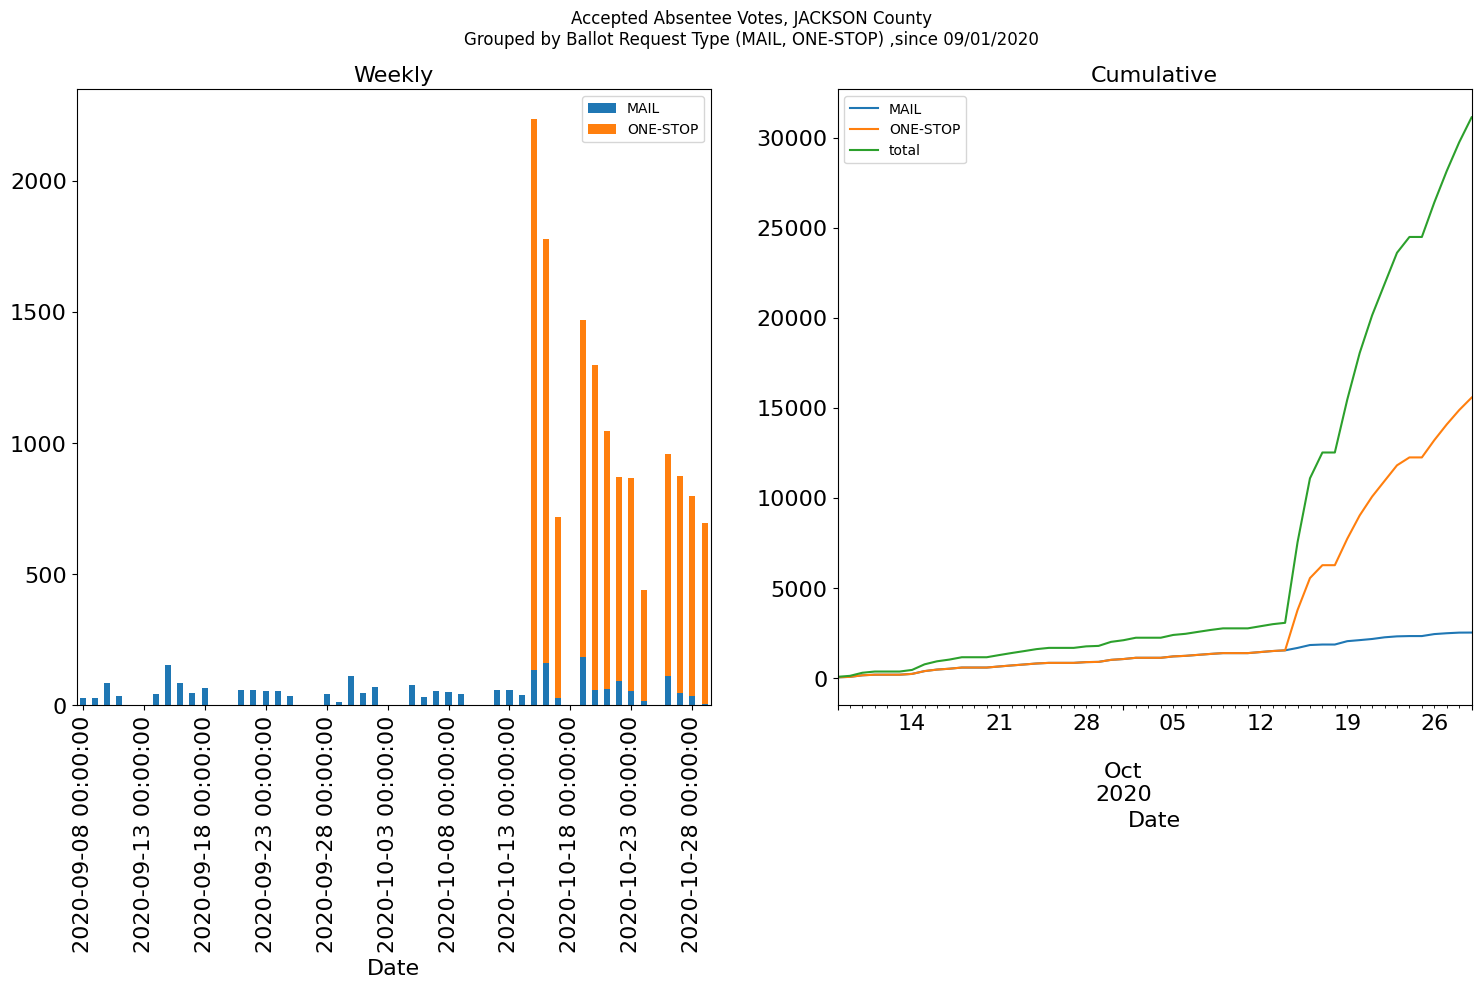 Accepted Absentee Votes, JACKSON County
Grouped by Ballot Request Type (MAIL, ONE-STOP) ,since 09/01/2020
Weekly
MAIL
ONE-STOP
2000
1500
1000
500
0
2020-09-08 00:00:00
2020-09-13 00:00:00
2020-09-18 00:00:00
2020-09-23 00:00:00
2020-09-28 00:00:00
2020-10-03 00:00:00
2020-10-08 00:00:00
2020-10-13 00:00:00
2020-10-18 00:00:00
2020-10-23 00:00:00
2020-10-28 00:00:00
Date
Cumulative
MAIL
ONE-STOP
total
30000
25000
20000
15000
10000
5000
0
14 21 28 05 12 19 26
Oct
2020
Date